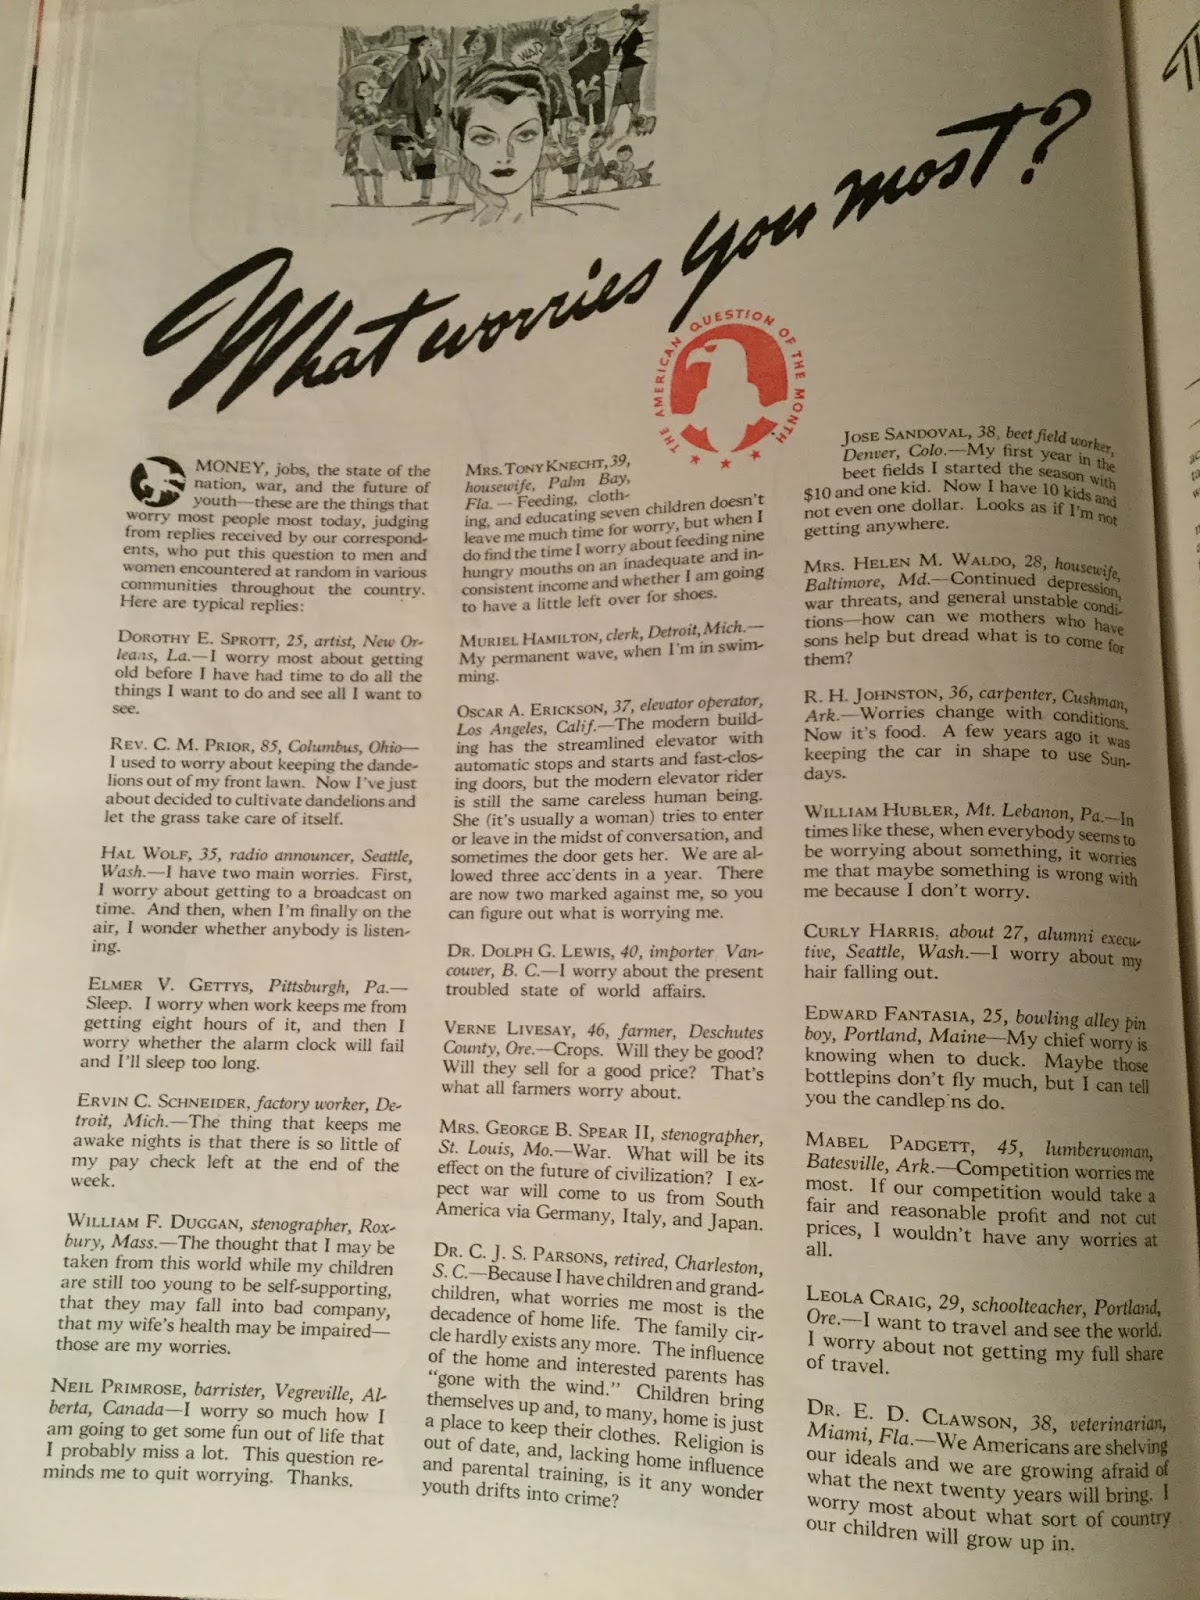 WAR
What worries you most?
THE AMERICAN QUESTION OF THE MONTH
MONEY, jobs, the state of the
nation, war, and the future of
youth—these are the things that
worry most people most today, judging
from replies received by our correspond-
ents, who put this question to men and
women encountered at random in various
communities throughout the country.
Here are typical replies:
DOROTHY E. SPROTT, 25, artist, New Or-
leans, La.—I worry most about getting
old before I have had time to do all the
things I want to do and see all I want to
see.
REV. C. M. PRIOR, 85, Columbus, Ohio—
I used to worry about keeping the dande-
lions out of my front lawn. Now I've just
about decided to cultivate dandelions and
let the grass take care of itself.
HAL WOLF, 35, radio announcer, Seattle,
Wash.—I have two main worries. First,
I worry about getting to a broadcast on
time. And then, when I'm finally on the
air, I wonder whether anybody is listen-
ing.
ELMER V. GETTYS, Pittsburgh, Pa.—
Sleep. I worry when work keeps me from
getting eight hours of it, and then I
worry whether the alarm clock will fail
and I'll sleep too long.
ERVIN C. SCHNEIDER, factory worker, De-
troit, Mich.—The thing that keeps me
awake nights is that there is so little of
my pay check left at the end of the
week.
WILLIAM F. DUGGAN, stenographer, Rox-
bury, Mass.—The thought that I may be
taken from this world while my children
are still too young to be self-supporting,
that they may fall into bad company,
that my wife's health may be impaired—
those are my worries.
NEIL PRIMROSE, barrister, Vegreville, Al-
berta, Canada—I worry so much how I
am going to get some fun out of life that
I probably miss a lot. This question re-
minds me to quit worrying. Thanks.
MRS. TONY KNECHT, 39,
housewife, Palm Bay,
Fla. — Feeding, cloth-
ing, and educating seven children doesn't
leave me much time for worry, but when I
do find the time I worry about feeding nine
hungry mouths on an inadequate and in-
consistent income and whether I am going
to have a little left over for shoes.
MURIEL HAMILTON, clerk, Detroit, Mich.—
My permanent wave, when I'm in swim-
ming.
OSCAR A. ERICKSON, 37, elevator operator,
Los Angeles, Calif.—The modern build-
ing has the streamlined elevator with
automatic stops and starts and fast-clos-
ing doors, but the modern elevator rider
is still the same careless human being.
She (it's usually a woman) tries to enter
or leave in the midst of conversation, and
sometimes the door gets her. We are al-
lowed three acc'dents in a year. There
are now two marked against me, so you
can figure out what is worrying me.
DR. DOLPH G. LEWIS, 40, importer, Van-
couver, B. C.—I worry about the present
troubled state of world affairs.
VERNE LIVESAY, 46, farmer, Deschutes
County, Ore.—Crops. Will they be good?
Will they sell for a good price? That's
what all farmers worry about.
MRS. GEORGE B. SPEAR II, stenographer,
St. Louis, Mo.—War. What will be its
effect on the future of civilization? I ex-
pect war will come to us from South
America via Germany, Italy, and Japan.
DR. C. J. S. PARSONS, retired, Charleston,
S. C.—Because I have children and grand-
children, what worries me most is the
decadence of home life. The family cir-
cle hardly exists any more. The influence
of the home and interested parents has
"gone with the wind." Children bring
themselves up and, to many, home is just
a place to keep their clothes. Religion is
out of date, and, lacking home influence
and parental training, is it any wonder
youth drifts into crime?
JOSE SANDOVAL, 38, beet field worker,
Denver, Colo.—My first year in the
beet fields I started the season with
$10 and one kid. Now I have 10 kids and
not even one dollar. Looks as if I'm not
getting anywhere.
MRS. HELEN M. WALDO, 28, housewife,
Baltimore, Md.—Continued depression,
war threats, and general unstable condi-
tions—how can we mothers who have
sons help but dread what is to come for
them?
R. H. JOHNSTON, 36, carpenter, Cushman,
Ark.—Worries change with conditions.
Now it's food. A few years ago it was
keeping the car in shape to use Sun-
days.
WILLIAM HUBLER, Mt. Lebanon, Pa.—In
times like these, when everybody seems to
be worrying about something, it worries
me that maybe something is wrong with
me because I don't worry.
CURLY HARRIS, about 27, alumni execu-
tive, Seattle, Wash.—I worry about my
hair falling out.
EDWARD FANTASIA, 25, bowling alley pin
boy, Portland, Maine—My chief worry is
knowing when to duck. Maybe those
bottlepins don't fly much, but I can tell
you the candlep'ns do.
MABEL PADGETT, 45, lumberwoman,
Batesville, Ark.—Competition worries me
most. If our competition would take a
fair and reasonable profit and not cut
prices, I wouldn't have any worries at
all.
LEOLA CRAIG, 29, schoolteacher, Portland,
Ore.—I want to travel and see the world.
I worry about not getting my full share
of travel.
DR. E. D. CLAWSON, 38, veterinarian,
Miami, Fla.—We Americans are shelving
our ideals and we are growing afraid of
what the next twenty years will bring. I
worry most about what sort of country
our children will grow up in.